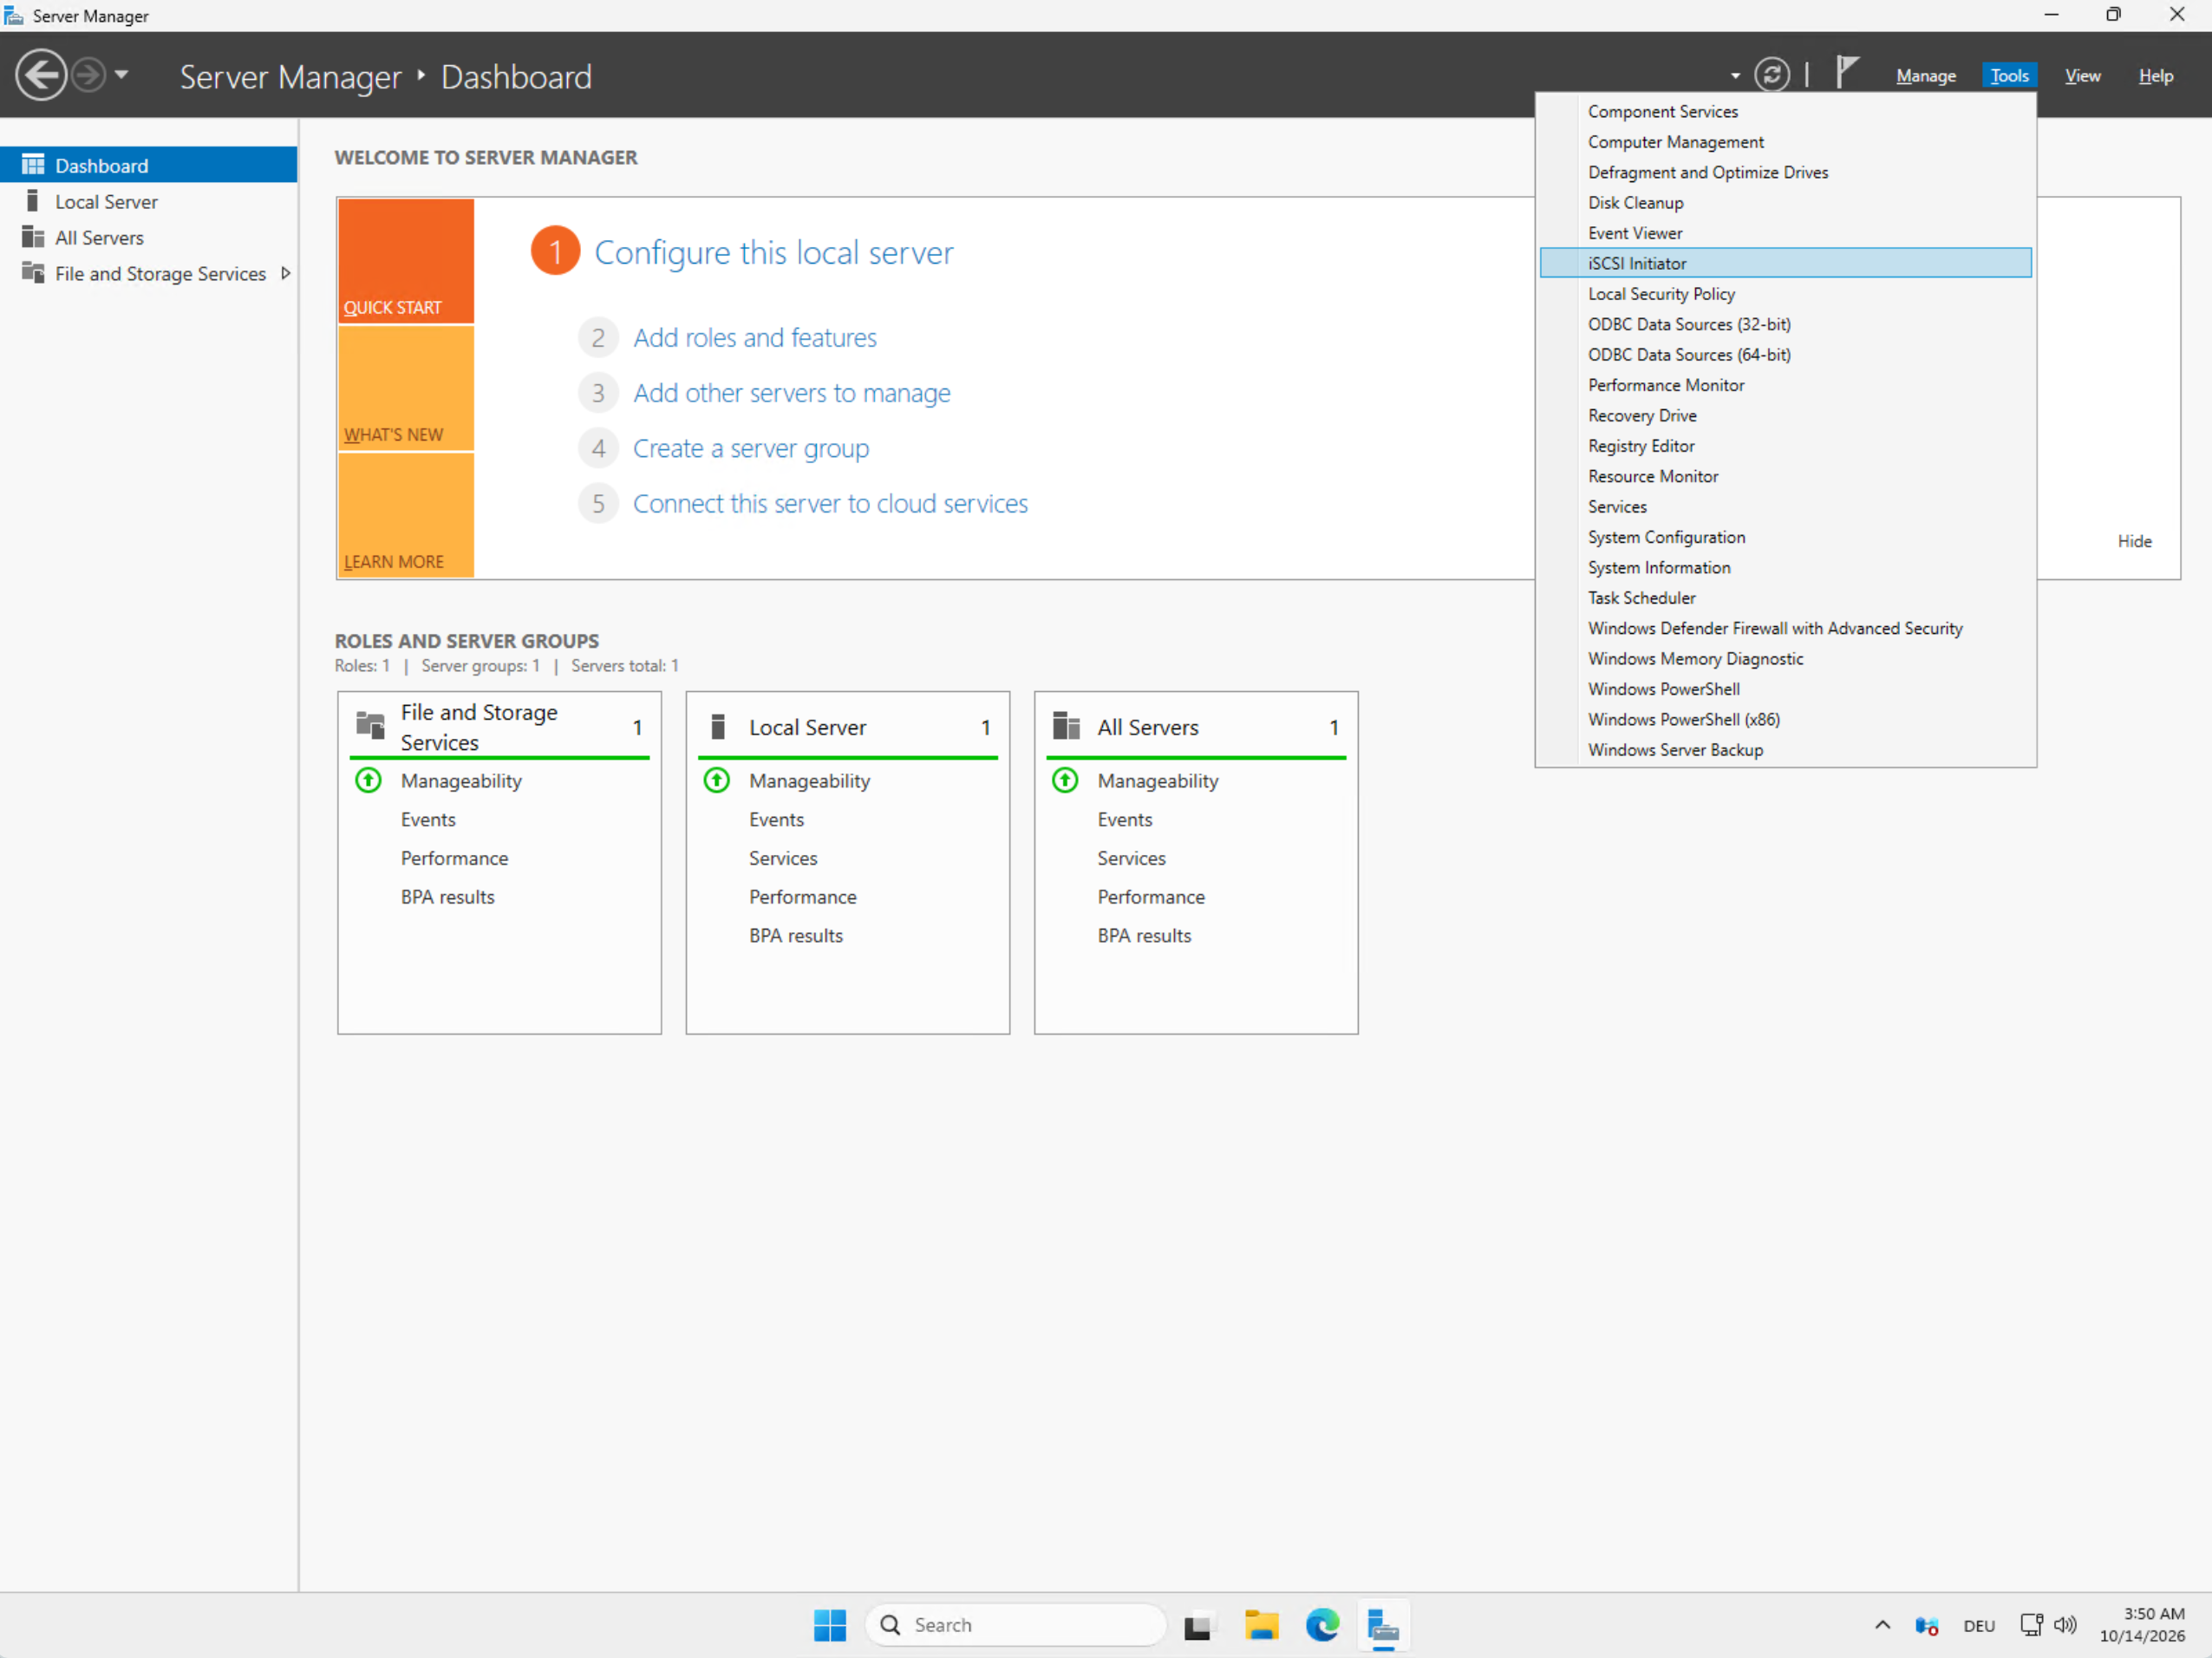 Server Manager
Server Manager ‣ Dashboard
Manage Tools View Help
Dashboard
Local Server
All Servers
File and Storage Services
WELCOME TO SERVER MANAGER
QUICK START
WHAT'S NEW
LEARN MORE
1 Configure this local server
2 Add roles and features
3 Add other servers to manage
4 Create a server group
5 Connect this server to cloud services
Hide
Component Services
Computer Management
Defragment and Optimize Drives
Disk Cleanup
Event Viewer
iSCSI Initiator
Local Security Policy
ODBC Data Sources (32-bit)
ODBC Data Sources (64-bit)
Performance Monitor
Recovery Drive
Registry Editor
Resource Monitor
Services
System Configuration
System Information
Task Scheduler
Windows Defender Firewall with Advanced Security
Windows Memory Diagnostic
Windows PowerShell
Windows PowerShell (x86)
Windows Server Backup
ROLES AND SERVER GROUPS
Roles: 1 | Server groups: 1 | Servers total: 1
File and Storage
Services 1
Manageability
Events
Performance
BPA results
Local Server 1
Manageability
Events
Services
Performance
BPA results
All Servers 1
Manageability
Events
Services
Performance
BPA results
Search
DEU
3:50 AM
10/14/2026